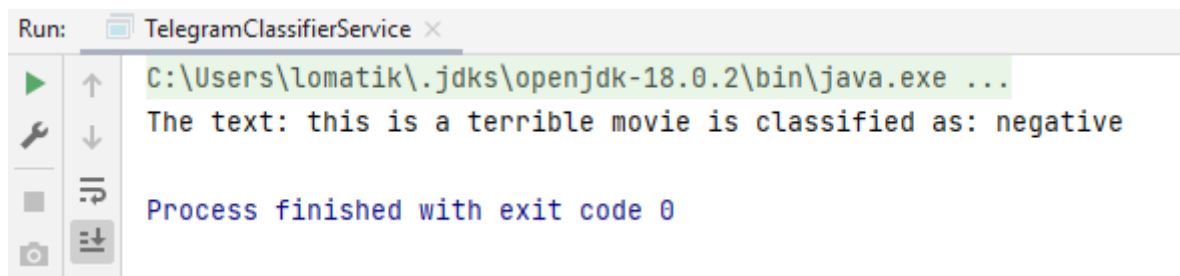 Run: TelegramClassifierService
C:\Users\lomatik\.jdks\openjdk-18.0.2\bin\java.exe ...
The text: this is a terrible movie is classified as: negative
Process finished with exit code 0